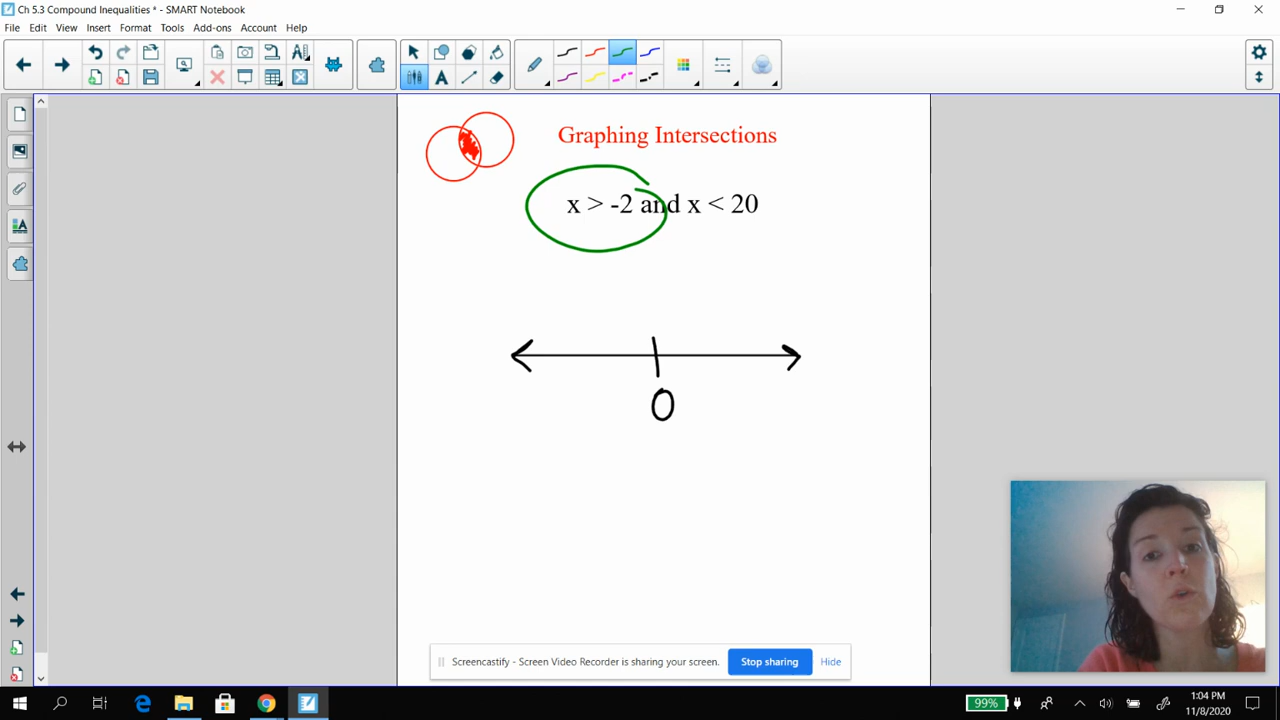 Ch 5.3 Compound Inequalities * - SMART Notebook
File Edit View Insert Format Tools Add-ons Account Help
Graphing Intersections
x > -2 and x < 20
0
Screencastify - Screen Video Recorder is sharing your screen. Stop sharing Hide
99%
1:04 PM
11/8/2020